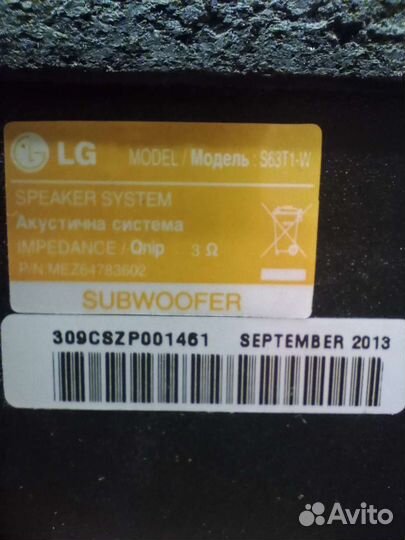 LG MODEL / Модель : S63T1-W
SPEAKER SYSTEM
Акустична система
IMPEDANCE / Опір 3 Ω
P/N MEZ64783602
SUBWOOFER
309CSZP001461 SEPTEMBER 2013
Avito